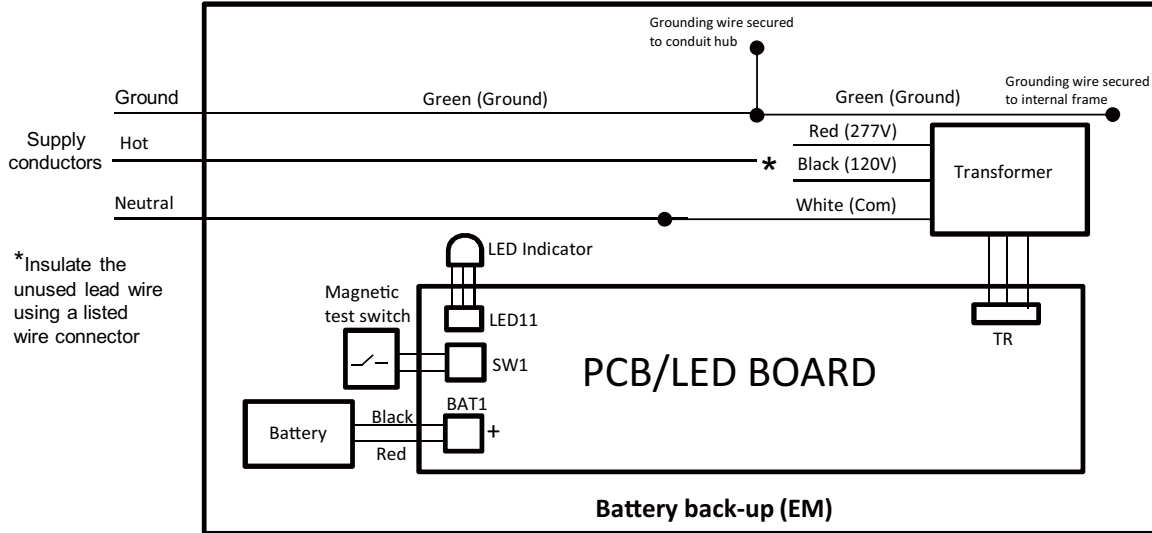 Grounding wire secured
to conduit hub
Grounding wire secured
to internal frame
Ground
Green (Ground)
Green (Ground)
Supply
conductors
Hot
*
Red (277V)
Black (120V)
Transformer
Neutral
White (Com)
*Insulate the
unused lead wire
using a listed
wire connector
LED Indicator
Magnetic
test switch
LED11
TR
SW1
PCB/LED BOARD
BAT1
Battery
Black
+
Red
Battery back-up (EM)